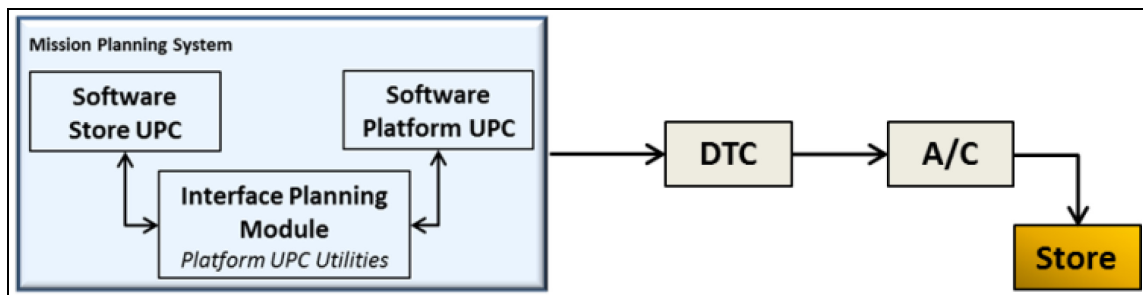 Mission Planning System
Software
Store UPC
Software
Platform UPC
Interface Planning
Module
Platform UPC Utilities
DTC
A/C
Store